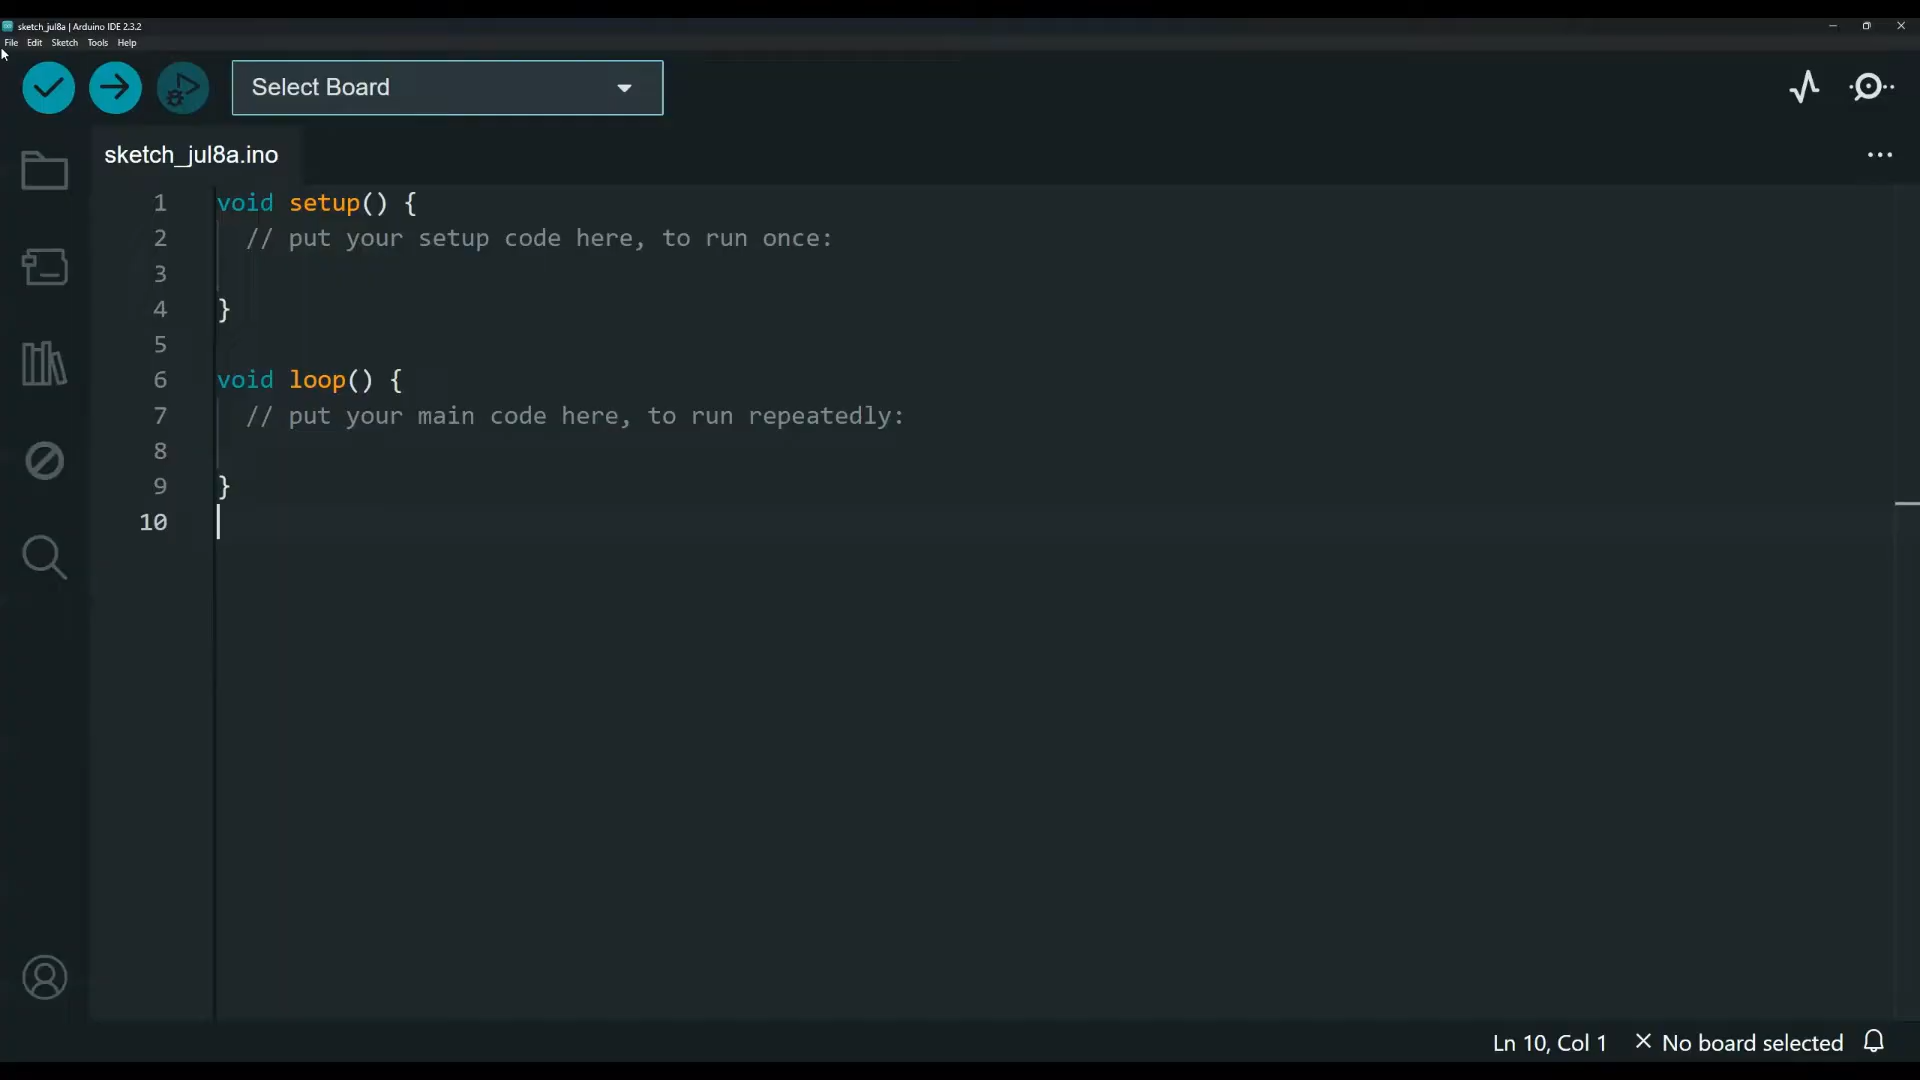 sketch_jul8a | Arduino IDE 2.3.2
File Edit Sketch Tools Help
Select Board
sketch_jul8a.ino
1 void setup() {
2 // put your setup code here, to run once:
3
4 }
5
6 void loop() {
7 // put your main code here, to run repeatedly:
8
9 }
10
Ln 10, Col 1 × No board selected